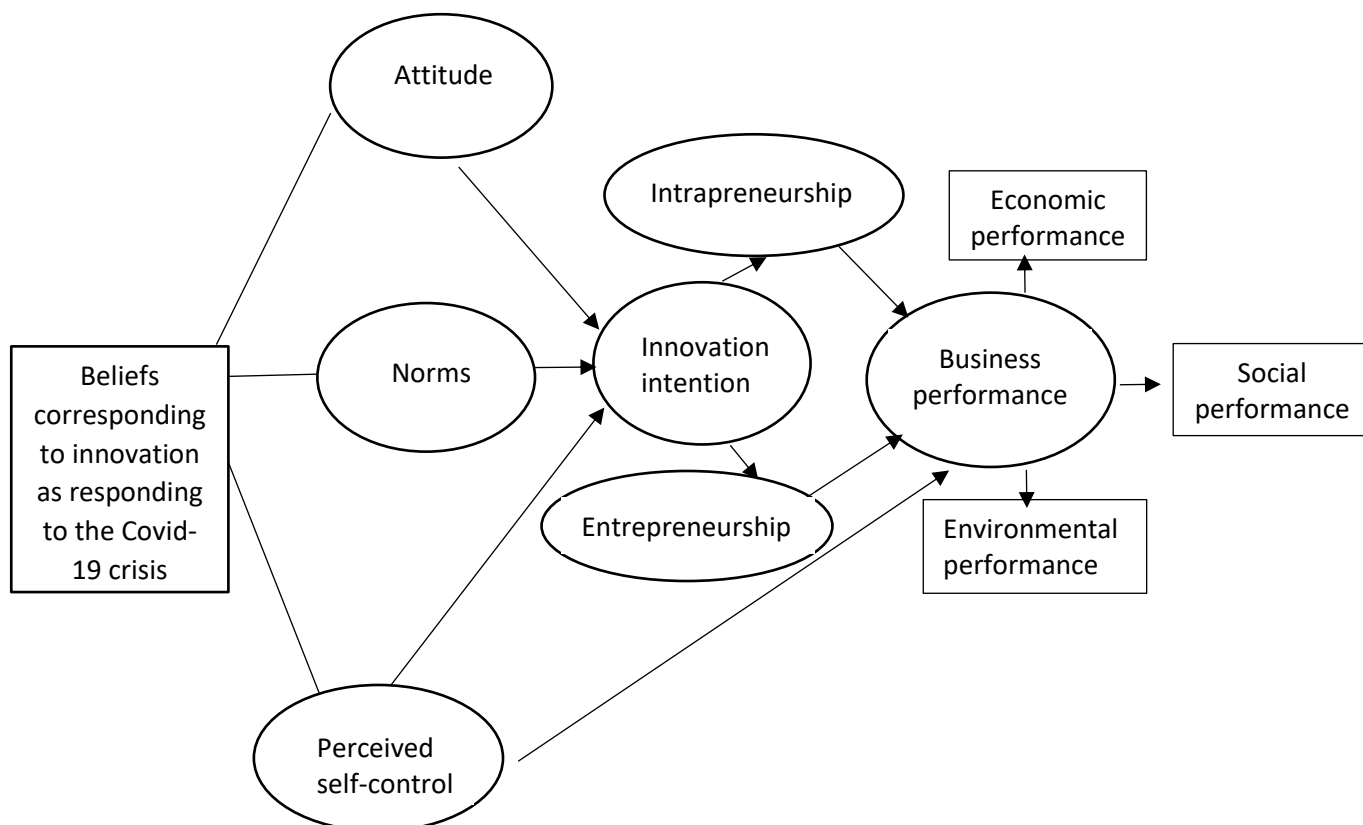 Attitude
Intrapreneurship
Economic
performance
Beliefs
corresponding
to innovation
as responding
to the Covid-
19 crisis
Norms
Innovation
intention
Business
performance
Social
performance
Entrepreneurship
Environmental
performance
Perceived
self-control